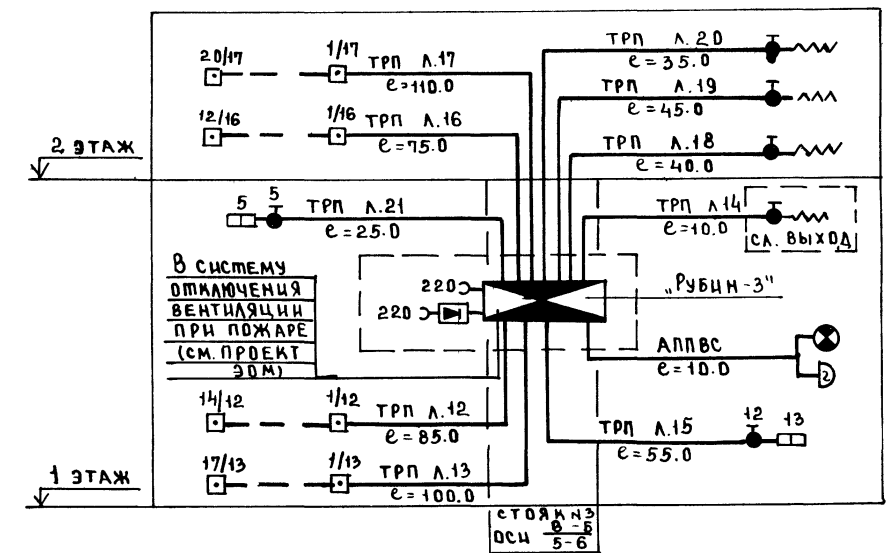 20/17 1/17 ТРП Л.17
ℓ=110.0
ТРП Л.20
ℓ=35.0
12/16 1/16 ТРП Л.16
ℓ=75.0
ТРП Л.19
ℓ=45.0
2 ЭТАЖ
ТРП Л.18
ℓ=40.0
5 5 ТРП Л.21
ℓ=25.0
ТРП Л.14
ℓ=10.0
СЛ. ВЫХОД
В СИСТЕМУ
ОТКЛЮЧЕНИЯ
ВЕНТИЛЯЦИИ
ПРИ ПОЖАРЕ
(СМ. ПРОЕКТ
ЭОМ)
220
220
„РУБИН-3"
АППВС
ℓ=10.0
2
14/12 1/12 ТРП Л.12
ℓ=85.0
ТРП Л.15 12 13
ℓ=55.0
1 ЭТАЖ
17/13 1/13 ТРП Л.13
ℓ=100.0
СТОЯК №3
ОСИ В-Б
5-6